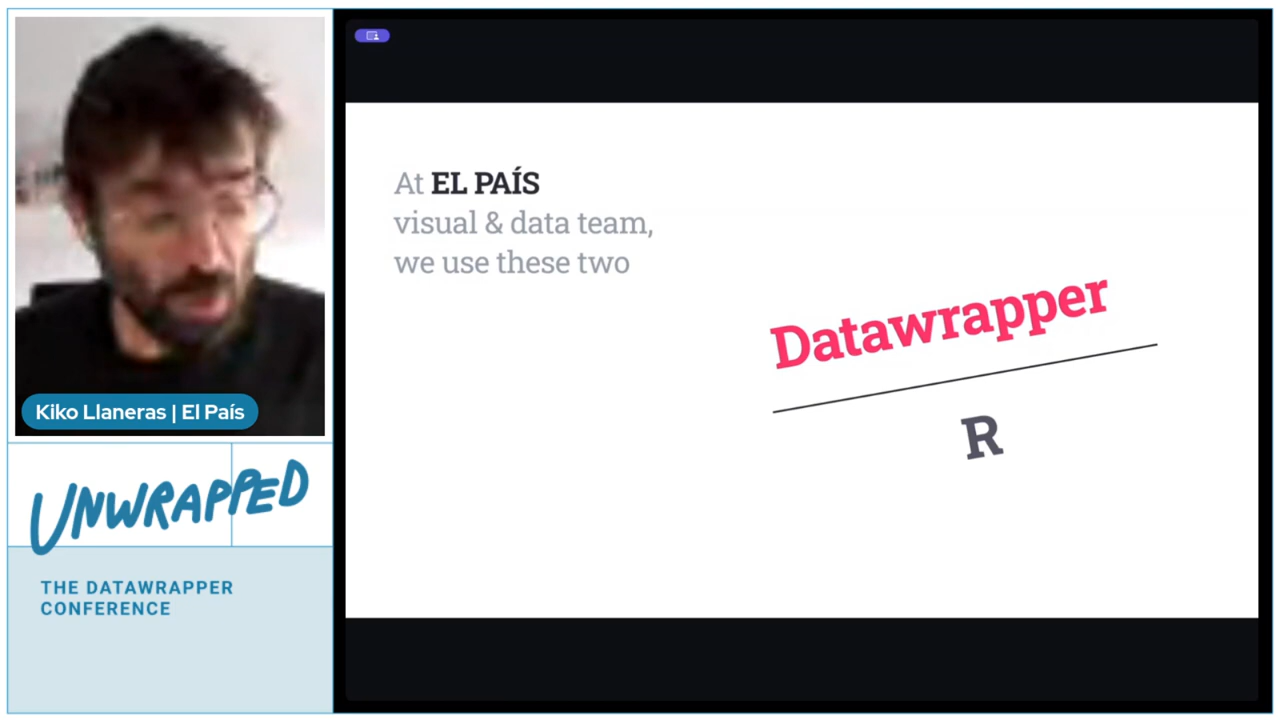 Kiko Llaneras | El País
UNWRAPPED
THE DATAWRAPPER
CONFERENCE
At EL PAÍS
visual & data team,
we use these two
Datawrapper
R